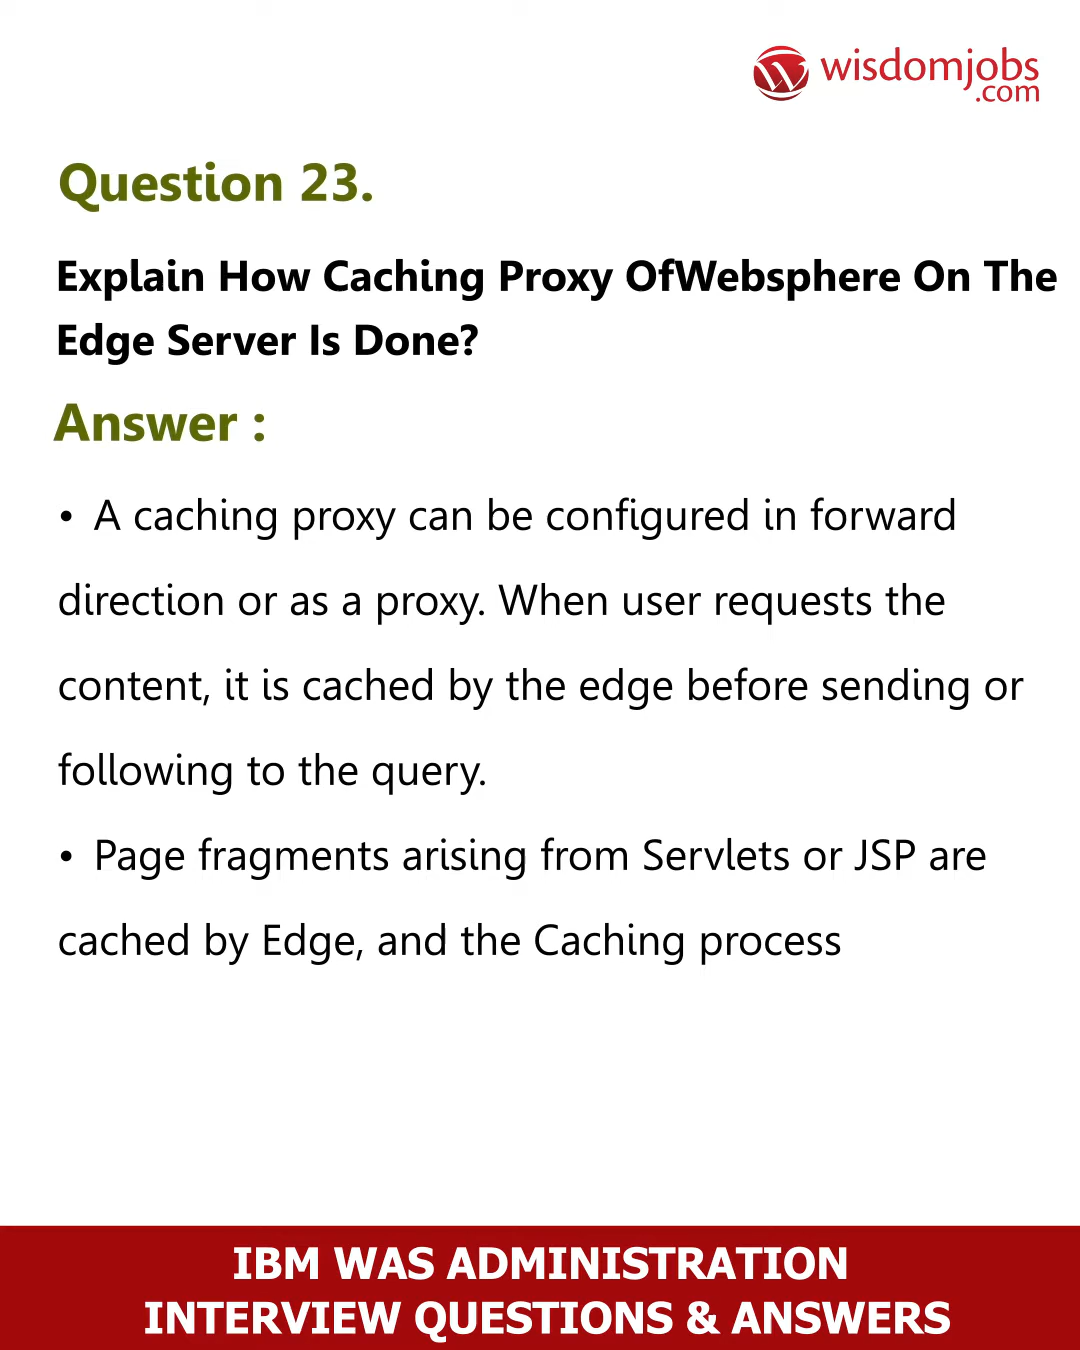 wisdomjobs
.com
Question 23.
Explain How Caching Proxy OfWebsphere On The
Edge Server Is Done?
Answer :
• A caching proxy can be configured in forward
direction or as a proxy. When user requests the
content, it is cached by the edge before sending or
following to the query.
• Page fragments arising from Servlets or JSP are
cached by Edge, and the Caching process
IBM WAS ADMINISTRATION
INTERVIEW QUESTIONS & ANSWERS